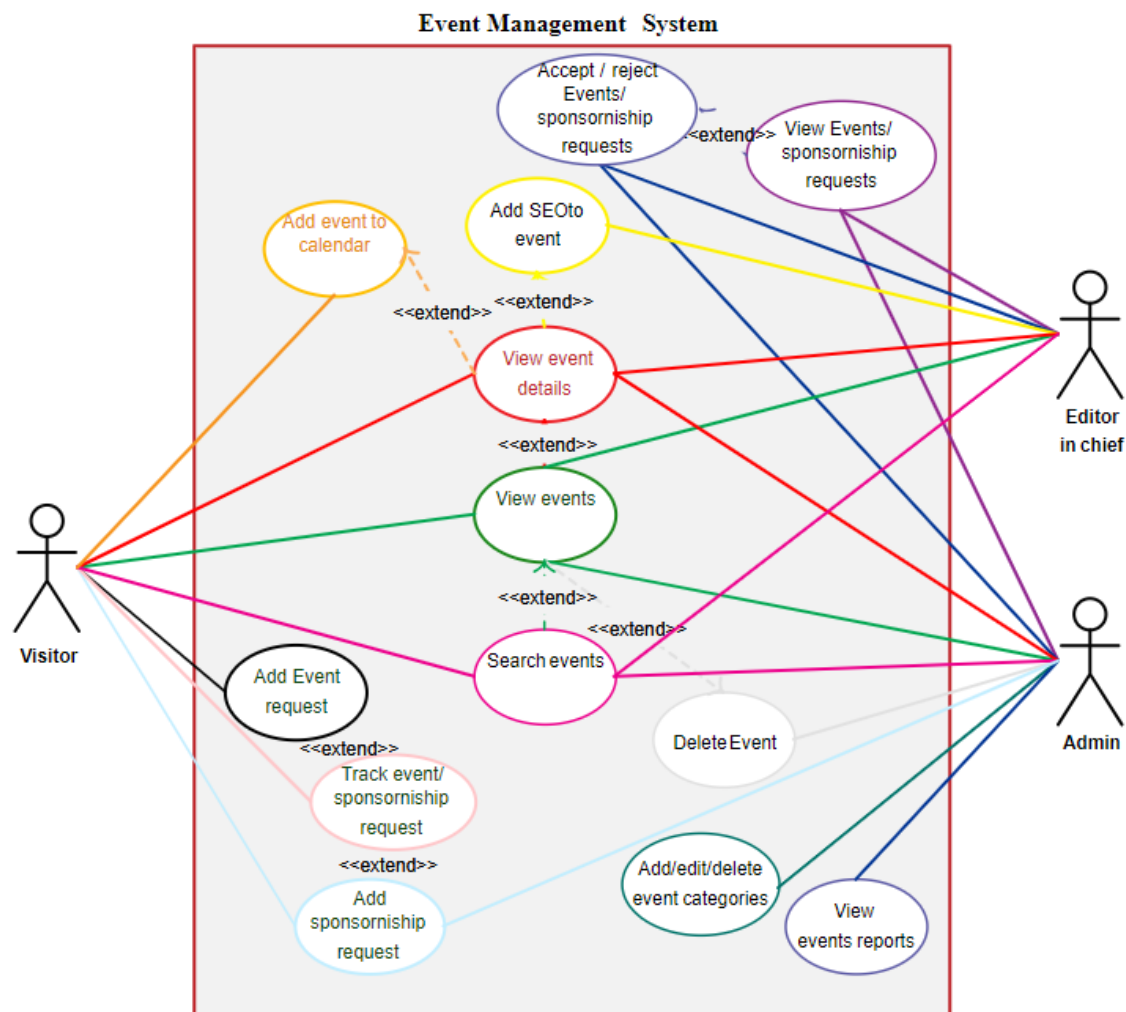 Event Management System
Accept / reject
Events/
sponsorniship
requests
<<extend>>
View Events/
sponsorniship
requests
Add event to
calendar
Add SEOto
event
<<extend>>
<<extend>>
View event
details
<<extend>>
View events
<<extend>>
<<extend>>
Search events
Editor
in chief
Visitor
Add Event
request
<<extend>>
Track event/
sponsorniship
request
<<extend>>
Add
sponsorniship
request
Delete Event
Admin
Add/edit/delete
event categories
View
events reports